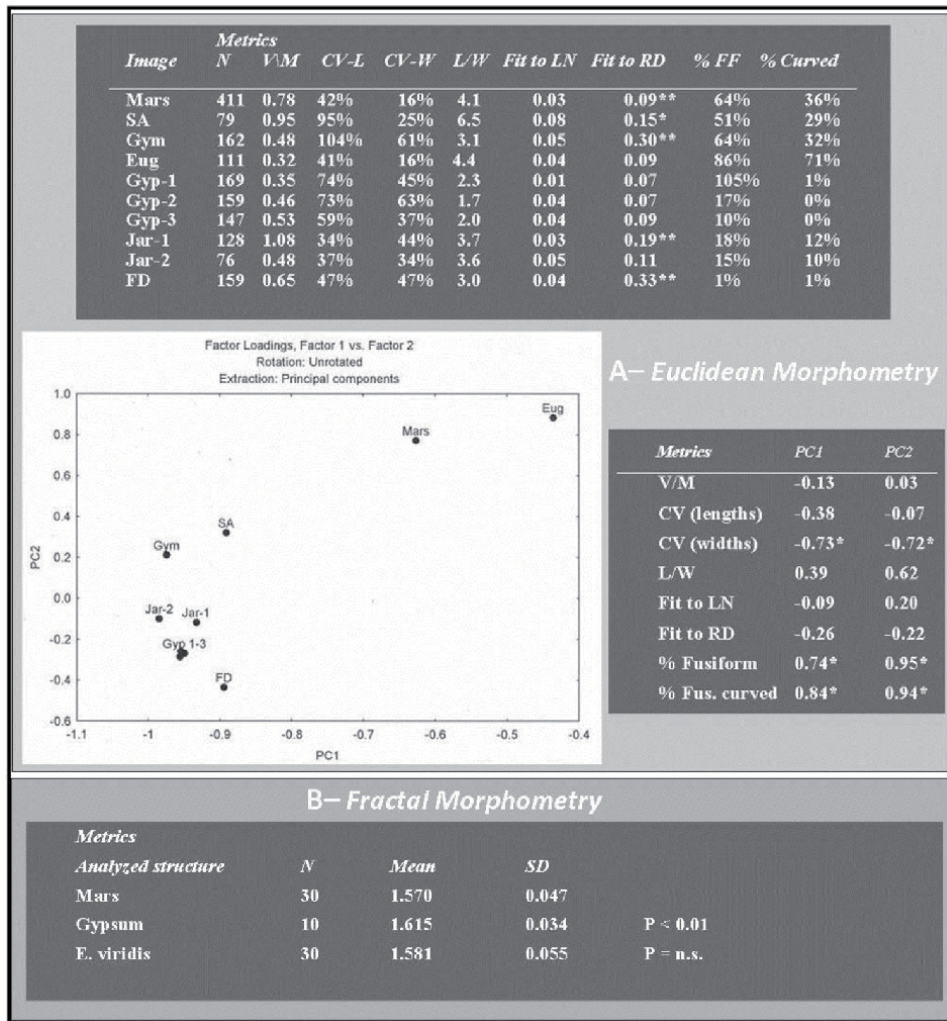 Metrics
Image N V\M CV-L CV-W L/W Fit to LN Fit to RD % FF % Curved
Mars 411 0.78 42% 16% 4.1 0.03 0.09** 64% 36%
SA 79 0.95 95% 25% 6.5 0.08 0.15* 51% 29%
Gym 162 0.48 104% 61% 3.1 0.05 0.30** 64% 32%
Eug 111 0.32 41% 16% 4.4 0.04 0.09 86% 71%
Gyp-1 169 0.35 74% 45% 2.3 0.01 0.07 105% 1%
Gyp-2 159 0.46 73% 63% 1.7 0.04 0.07 17% 0%
Gyp-3 147 0.53 59% 37% 2.0 0.04 0.09 10% 0%
Jar-1 128 1.08 34% 44% 3.7 0.03 0.19** 18% 12%
Jar-2 76 0.48 37% 34% 3.6 0.05 0.11 15% 10%
FD 159 0.65 47% 47% 3.0 0.04 0.33** 1% 1%
Factor Loadings, Factor 1 vs. Factor 2
Rotation: Unrotated
Extraction: Principal components
1.0
0.8
0.6
0.4
0.2
0.0
-0.2
-0.4
-0.6
PC2
Eug
Mars
SA
Gym
Jar-2 Jar-1
Gyp 1-3
FD
-1.1 -1 -0.9 -0.8 -0.7 -0.6 -0.5 -0.4
PC1
A– Euclidean Morphometry
Metrics PC1 PC2
V/M -0.13 0.03
CV (lengths) -0.38 -0.07
CV (widths) -0.73* -0.72*
L/W 0.39 0.62
Fit to LN -0.09 0.20
Fit to RD -0.26 -0.22
% Fusiform 0.74* 0.95*
% Fus. curved 0.84* 0.94*
B– Fractal Morphometry
Metrics
Analyzed structure N Mean SD
Mars 30 1.570 0.047
Gypsum 10 1.615 0.034 P < 0.01
E. viridis 30 1.581 0.055 P = n.s.